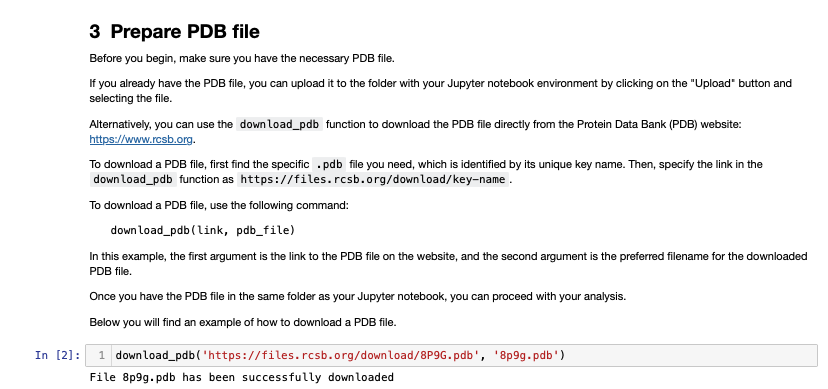 3 Prepare PDB file
Before you begin, make sure you have the necessary PDB file.
If you already have the PDB file, you can upload it to the folder with your Jupyter notebook environment by clicking on the "Upload" button and
selecting the file.
Alternatively, you can use the download_pdb function to download the PDB file directly from the Protein Data Bank (PDB) website:
https://www.rcsb.org.
To download a PDB file, first find the specific .pdb file you need, which is identified by its unique key name. Then, specify the link in the
download_pdb function as https://files.rcsb.org/download/key-name.
To download a PDB file, use the following command:
download_pdb(link, pdb_file)
In this example, the first argument is the link to the PDB file on the website, and the second argument is the preferred filename for the downloaded
PDB file.
Once you have the PDB file in the same folder as your Jupyter notebook, you can proceed with your analysis.
Below you will find an example of how to download a PDB file.
In [2]: 1 download_pdb('https://files.rcsb.org/download/8P9G.pdb', '8p9g.pdb')
File 8p9g.pdb has been successfully downloaded